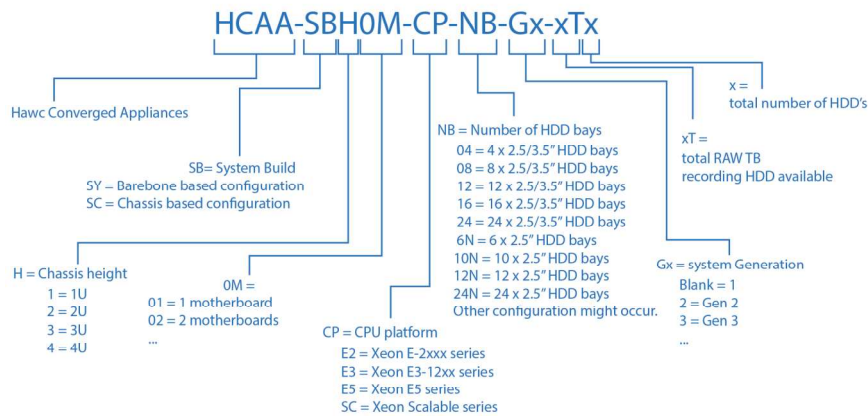 HCAA-SBH0M-CP-NB-Gx-xTx
Hawc Converged Appliances
SB= System Build
SY = Barebone based configuration
SC = Chassis based configuration
H = Chassis height
1 = 1U
2 = 2U
3 = 3U
4 = 4U
0M =
01 = 1 motherboard
02 = 2 motherboards
...
CP = CPU platform
E2 = Xeon E-2xxx series
E3 = Xeon E3-12xx series
E5 = Xeon E5 series
SC = Xeon Scalable series
NB = Number of HDD bays
04 = 4 x 2.5/3.5" HDD bays
08 = 8 x 2.5/3.5" HDD bays
12 = 12 x 2.5/3.5" HDD bays
16 = 16 x 2.5/3.5" HDD bays
24 = 24 x 2.5/3.5" HDD bays
6N = 6 x 2.5" HDD bays
10N = 10 x 2.5" HDD bays
12N = 12 x 2.5" HDD bays
24N = 24 x 2.5" HDD bays
Other configuration might occur.
Gx = system Generation
Blank = 1
2 = Gen 2
3 = Gen 3
...
xT =
total RAW TB
recording HDD available
x =
total number of HDD's